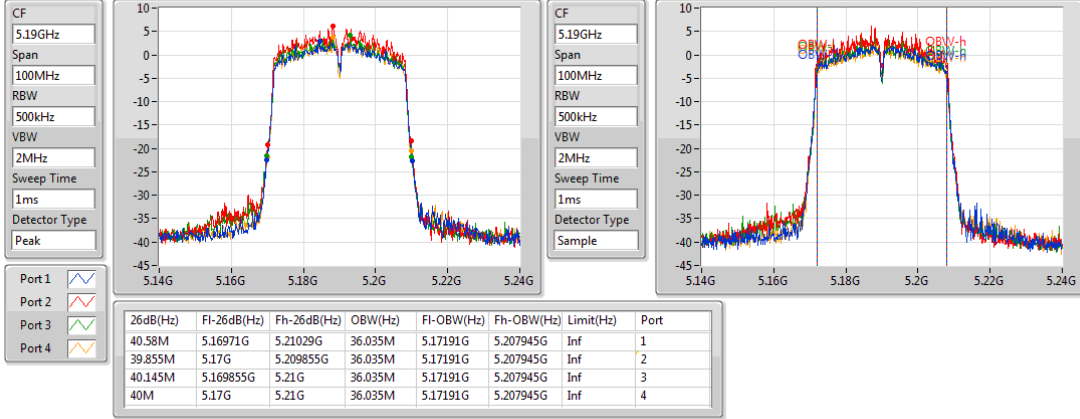 CF
5.19GHz
Span
100MHz
RBW
500kHz
VBW
2MHz
Sweep Time
1ms
Detector Type
Peak
10
5
0
-5
-10
-15
-20
-25
-30
-35
-40
-45
5.14G 5.16G 5.18G 5.2G 5.22G 5.24G
CF
5.19GHz
Span
100MHz
RBW
500kHz
VBW
2MHz
Sweep Time
1ms
Detector Type
Sample
10
5
0
-5
-10
-15
-20
-25
-30
-35
-40
-45
OBW-h
5.14G 5.16G 5.18G 5.2G 5.22G 5.24G
Port 1
Port 2
Port 3
Port 4
26dB(Hz) Fl-26dB(Hz) Fh-26dB(Hz) OBW(Hz) Fl-OBW(Hz) Fh-OBW(Hz) Limit(Hz) Port
40.58M 5.16971G 5.21029G 36.035M 5.17191G 5.207945G Inf 1
39.855M 5.17G 5.209855G 36.035M 5.17191G 5.207945G Inf 2
40.145M 5.169855G 5.21G 36.035M 5.17191G 5.207945G Inf 3
40M 5.17G 5.21G 36.035M 5.17191G 5.207945G Inf 4